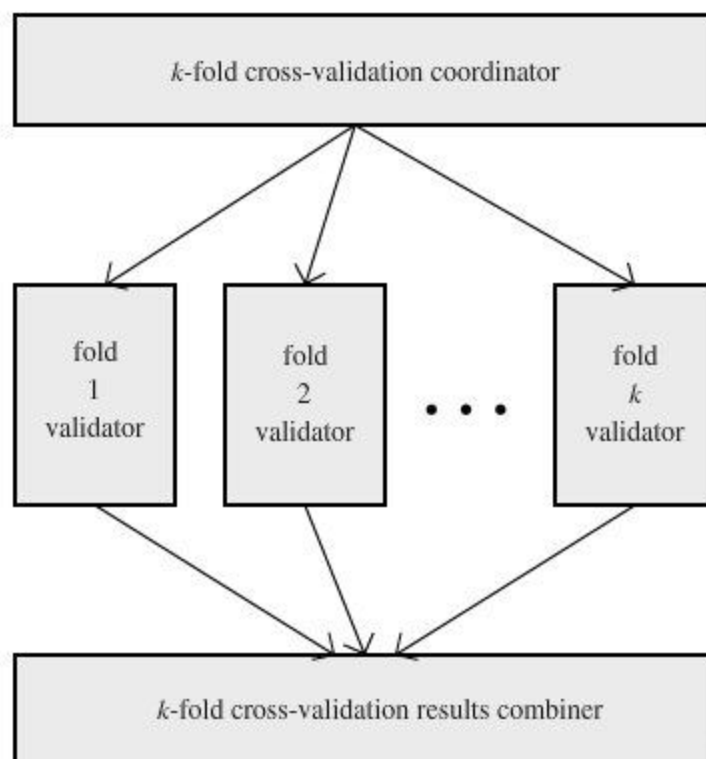 k-fold cross-validation coordinator
fold
1
validator
fold
2
validator
. . .
fold
k
validator
k-fold cross-validation results combiner